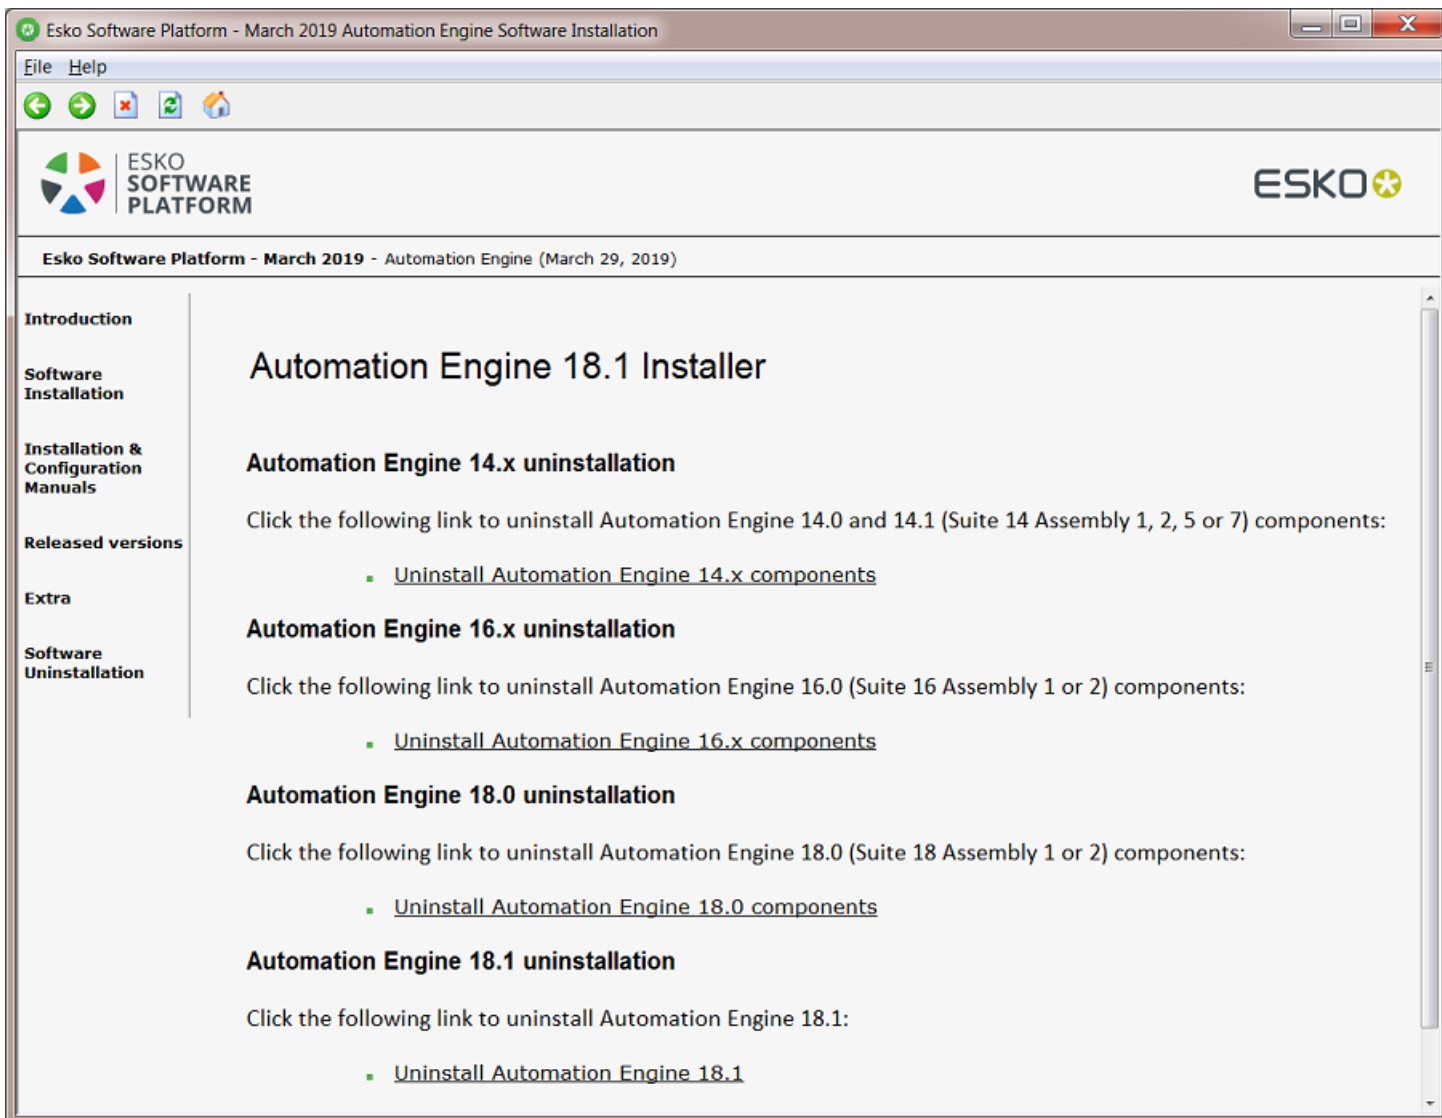 Esko Software Platform - March 2019 Automation Engine Software Installation
File Help
ESKO
SOFTWARE
PLATFORM
ESKO
Esko Software Platform - March 2019 - Automation Engine (March 29, 2019)
Introduction
Software
Installation
Installation &
Configuration
Manuals
Released versions
Extra
Software
Uninstallation
Automation Engine 18.1 Installer
Automation Engine 14.x uninstallation
Click the following link to uninstall Automation Engine 14.0 and 14.1 (Suite 14 Assembly 1, 2, 5 or 7) components:
Uninstall Automation Engine 14.x components
Automation Engine 16.x uninstallation
Click the following link to uninstall Automation Engine 16.0 (Suite 16 Assembly 1 or 2) components:
Uninstall Automation Engine 16.x components
Automation Engine 18.0 uninstallation
Click the following link to uninstall Automation Engine 18.0 (Suite 18 Assembly 1 or 2) components:
Uninstall Automation Engine 18.0 components
Automation Engine 18.1 uninstallation
Click the following link to uninstall Automation Engine 18.1:
Uninstall Automation Engine 18.1